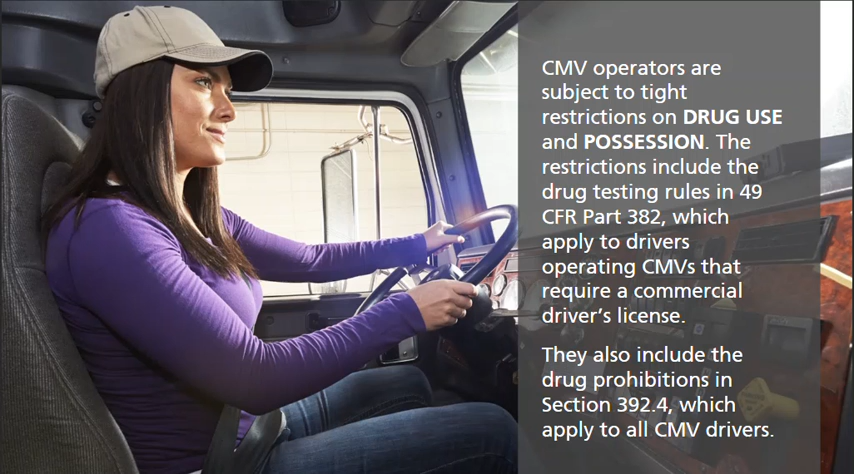 CMV operators are
subject to tight
restrictions on DRUG USE
and POSSESSION. The
restrictions include the
drug testing rules in 49
CFR Part 382, which
apply to drivers
operating CMVs that
require a commercial
driver’s license.
They also include the
drug prohibitions in
Section 392.4, which
apply to all CMV drivers.